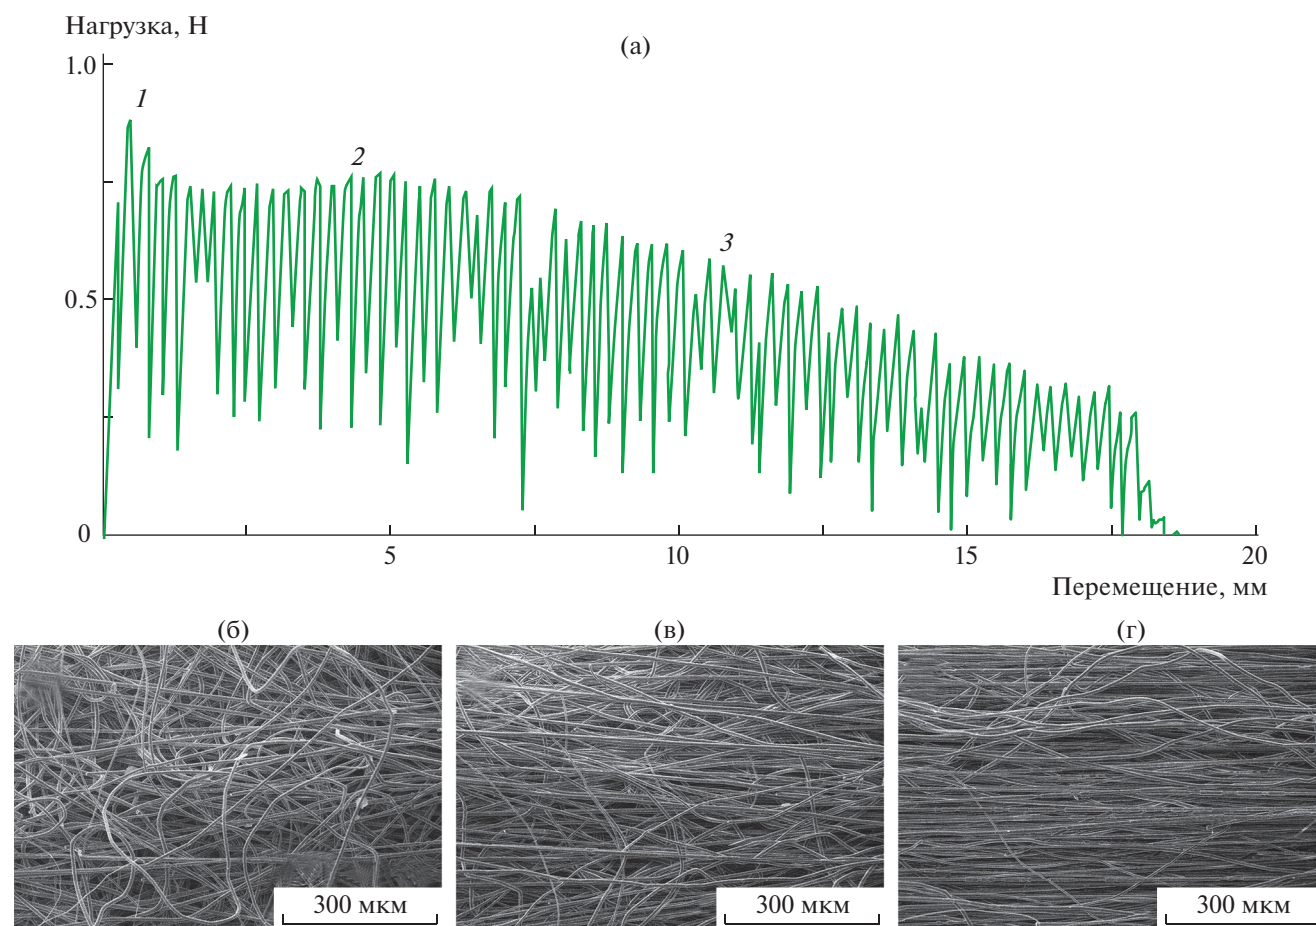 Нагрузка, Н
(а)
1.0
1
2
3
0.5
0
5
10
15
20
Перемещение, мм
(б)
(в)
(г)
300 мкм
300 мкм
300 мкм